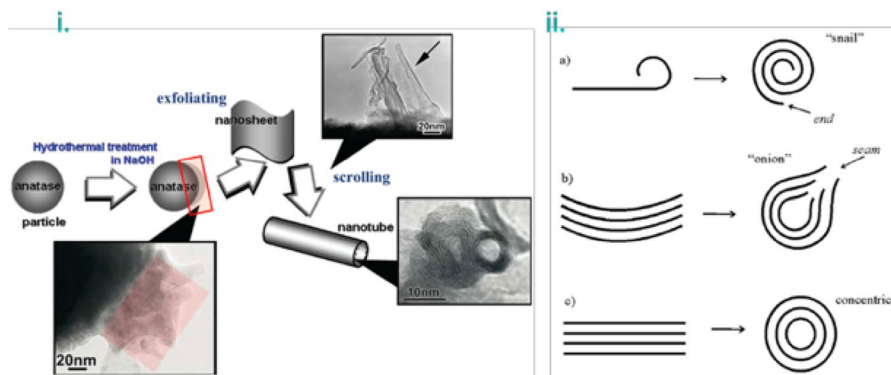 i.
exfoliating
nanosheet
20nm
Hydrothermal treatment
in NaOH
scrolling
anatase
anatase
particle
nanotube
10nm
20nm
ii.
a)
"snail"
end
b)
"onion"
seam
c)
concentric